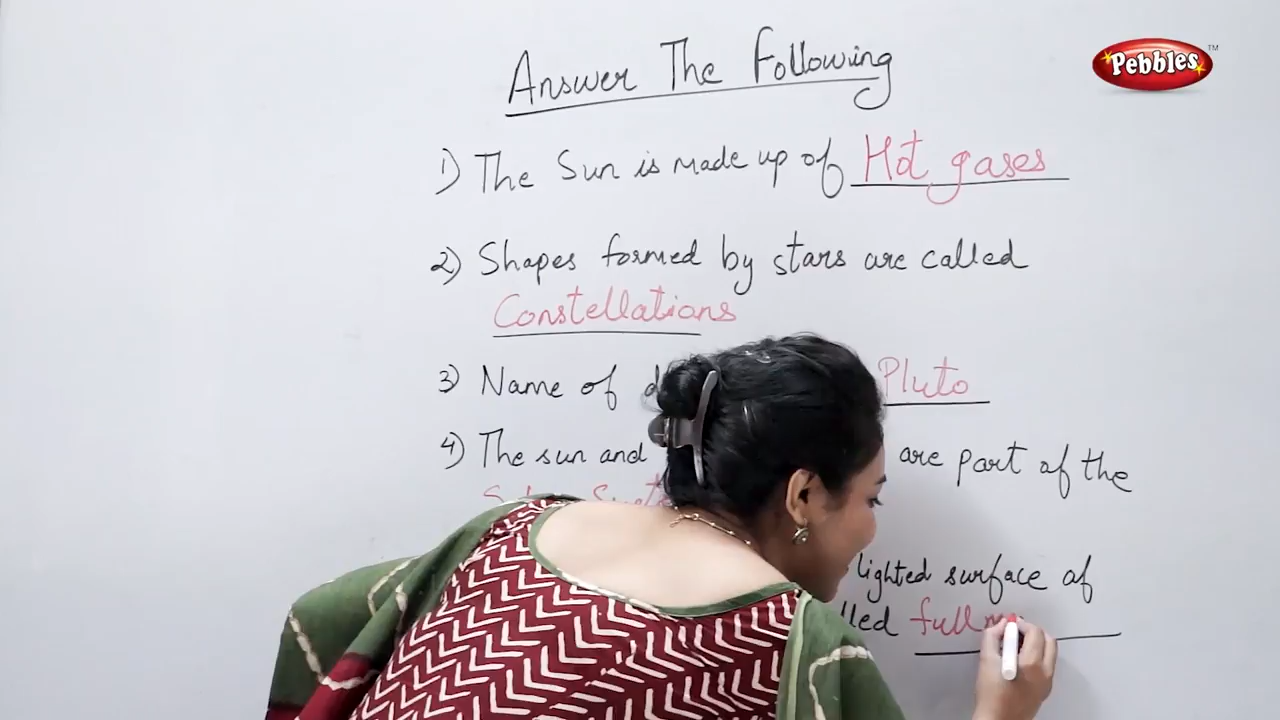 Answer The Following
Pebbles TM
1) The Sun is made up of Hot gases
2) Shapes formed by stars are called
Constellations
3) Name of Pluto
4) The sun and are part of the
lighted surface of
full